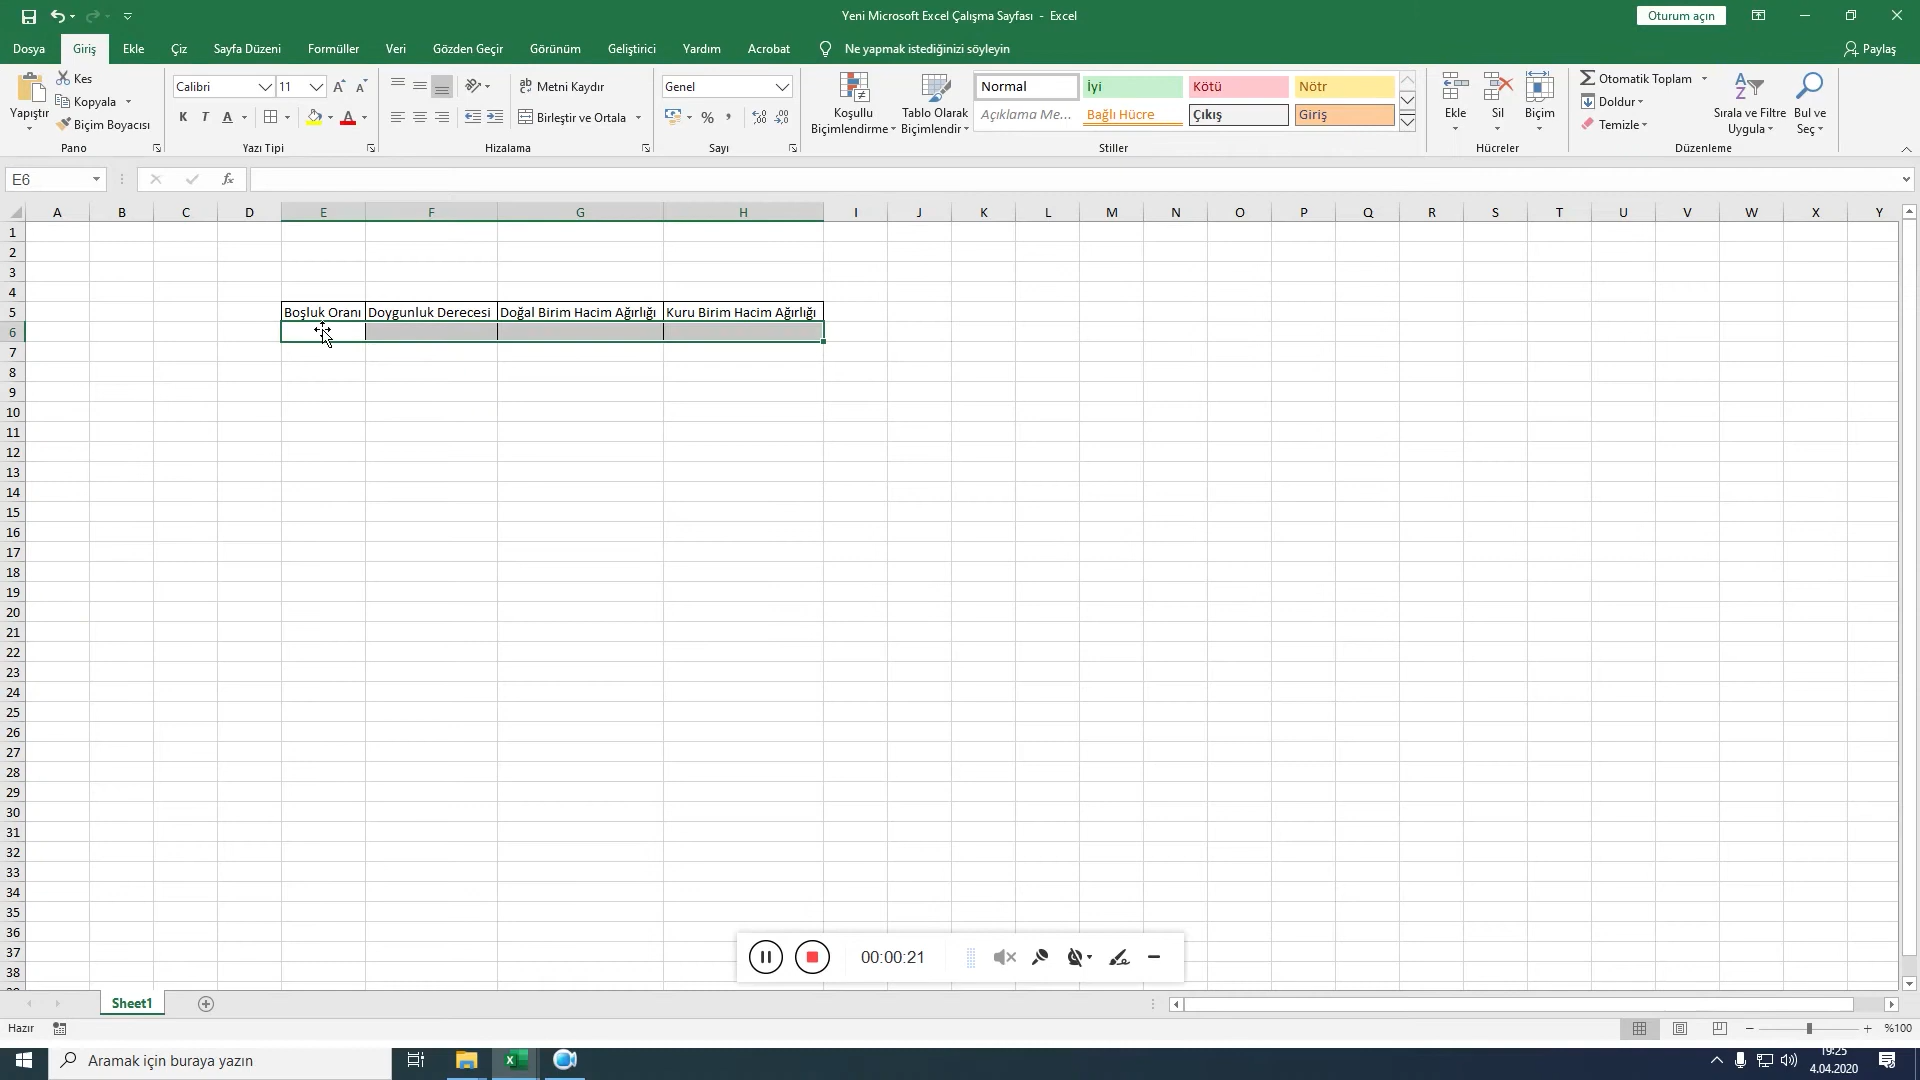 Yeni Microsoft Excel Çalışma Sayfası - Excel
Oturum açın
Dosya Giriş Ekle Çiz Sayfa Düzeni Formüller Veri Gözden Geçir Görünüm Geliştirici Yardım Acrobat Ne yapmak istediğinizi söyleyin Paylaş
Yapıştır
Kes
Kopyala
Biçim Boyacısı
Pano
Calibri 11
K T A
Yazı Tipi
Metni Kaydır
Birleştir ve Ortala
Hizalama
Genel
%
Sayı
Koşullu Biçimlendirme
Tablo Olarak Biçimlendir
Normal İyi Kötü Nötr
Açıklama Me... Bağlı Hücre Çıkış Giriş
Stiller
Ekle Sil Biçim
Hücreler
Otomatik Toplam
Doldur
Temizle
Sırala ve Filtre Uygula
Bul ve Seç
Düzenleme
E6
fx
A B C D E F G H I J K L M N O P Q R S T U V W X Y
1
2
3
4
5 Boşluk Oranı Doygunluk Derecesi Doğal Birim Hacim Ağırlığı Kuru Birim Hacim Ağırlığı
6
7
8
9
10
11
12
13
14
15
16
17
18
19
20
21
22
23
24
25
26
27
28
29
30
31
32
33
34
35
36
37
38
00:00:21
Sheet1
Hazır
%100
Aramak için buraya yazın
19:25
4.04.2020